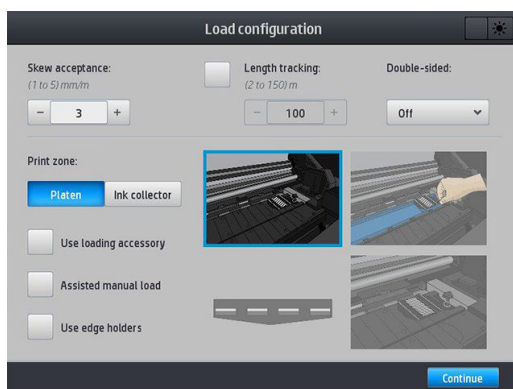 Load configuration
Skew acceptance:
(1 to 5) mm/m
- 3 +
Length tracking:
(2 to 150) m
- 100 +
Double-sided:
Off
Print zone:
Platen Ink collector
Use loading accessory
Assisted manual load
Use edge holders
Continue